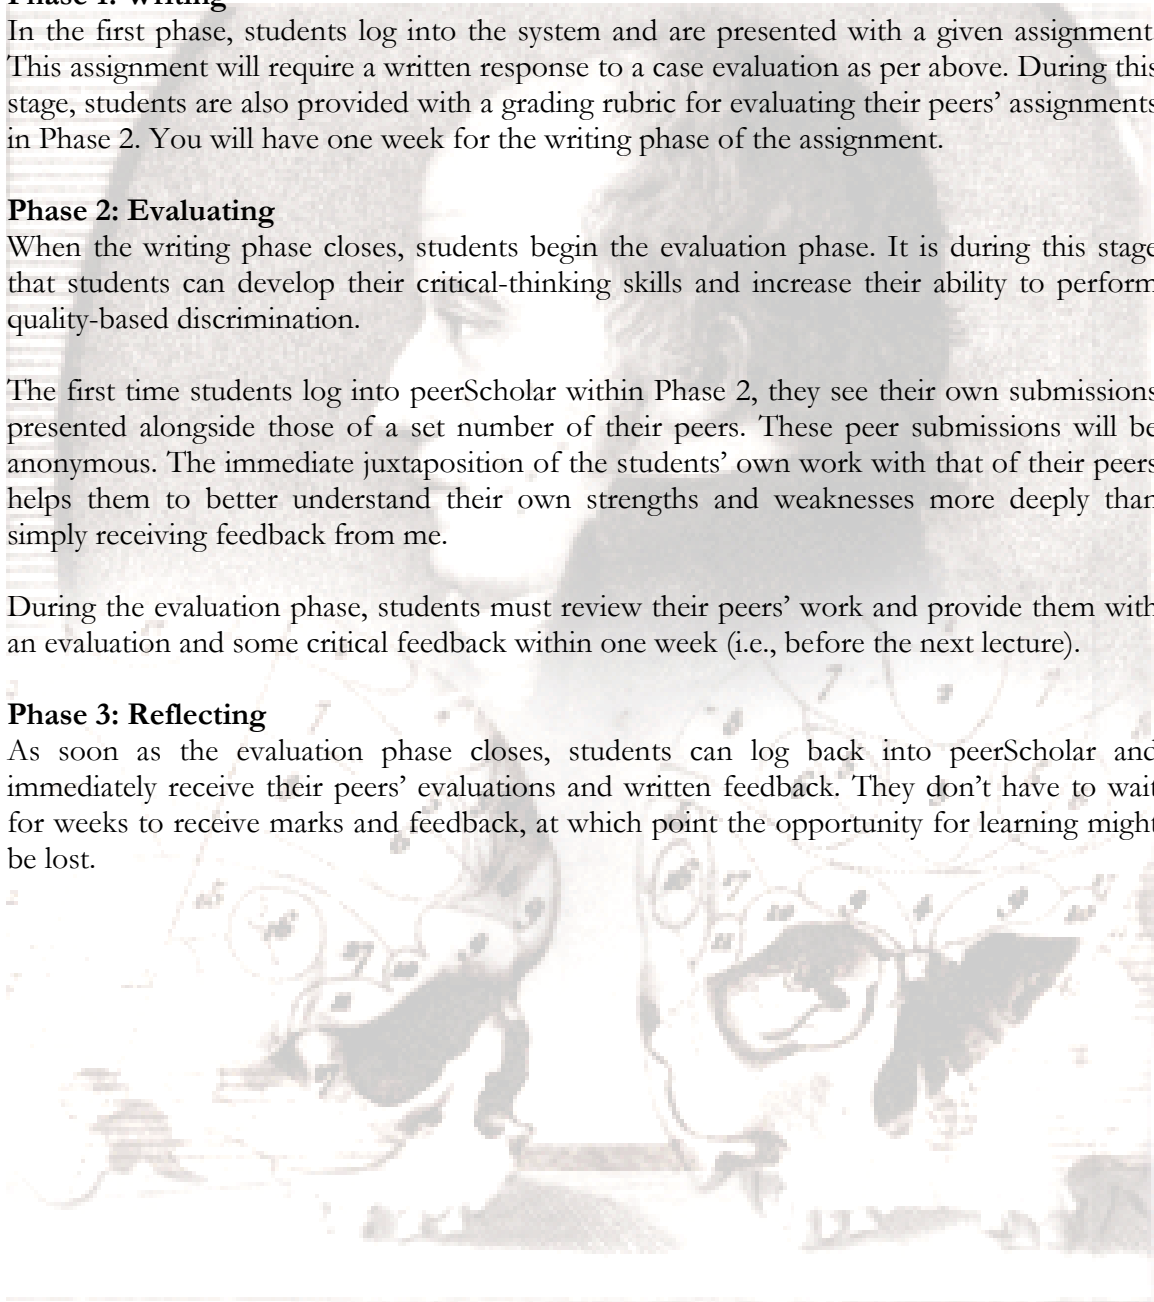 Phase 1: Writing
In the first phase, students log into the system and are presented with a given assignment
This assignment will require a written response to a case evaluation as per above. During this
stage, students are also provided with a grading rubric for evaluating their peers’ assignments
in Phase 2. You will have one week for the writing phase of the assignment.
Phase 2: Evaluating
When the writing phase closes, students begin the evaluation phase. It is during this stage
that students can develop their critical-thinking skills and increase their ability to perform
quality-based discrimination.
The first time students log into peerScholar within Phase 2, they see their own submissions
presented alongside those of a set number of their peers. These peer submissions will be
anonymous. The immediate juxtaposition of the students’ own work with that of their peers
helps them to better understand their own strengths and weaknesses more deeply than
simply receiving feedback from me.
During the evaluation phase, students must review their peers’ work and provide them with
an evaluation and some critical feedback within one week (i.e., before the next lecture).
Phase 3: Reflecting
As soon as the evaluation phase closes, students can log back into peerScholar and
immediately receive their peers’ evaluations and written feedback. They don’t have to wait
for weeks to receive marks and feedback, at which point the opportunity for learning might
be lost.